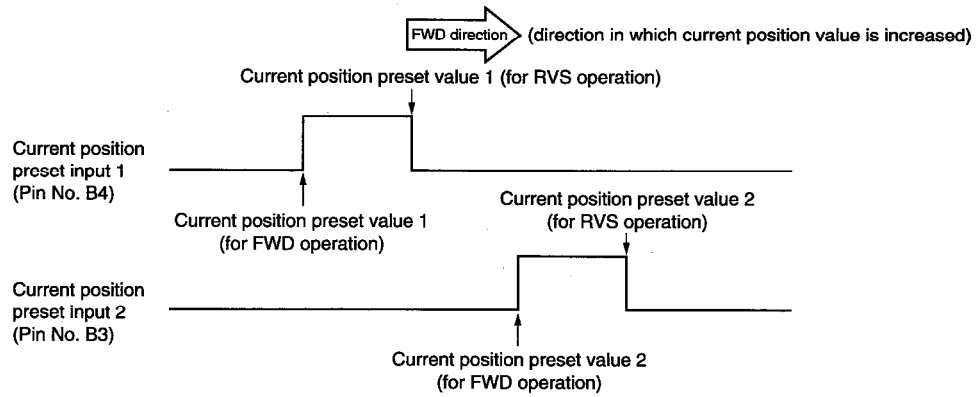 FWD direction (direction in which current position value is increased)
Current position preset value 1 (for RVS operation)
Current position
preset input 1
(Pin No. B4)
Current position preset value 1
(for FWD operation)
Current position preset value 2
(for RVS operation)
Current position
preset input 2
(Pin No. B3)
Current position preset value 2
(for FWD operation)